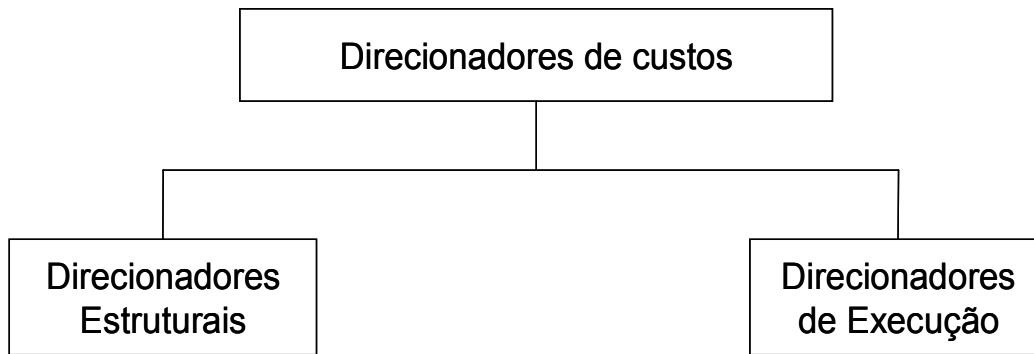 Direcionadores de custos
Direcionadores
Estruturais
Direcionadores
de Execução